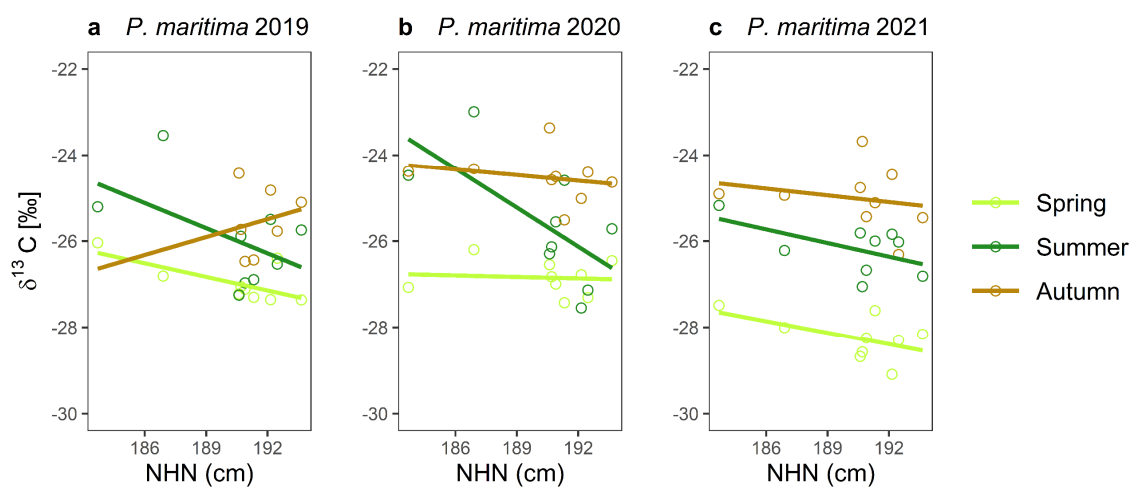 a P. maritima 2019
b P. maritima 2020
c P. maritima 2021
δ13 C [‰]
-22
-24
-26
-28
-30
186 189 192
NHN (cm)
-22
-24
-26
-28
-30
186 189 192
NHN (cm)
-22
-24
-26
-28
-30
186 189 192
NHN (cm)
Spring
Summer
Autumn